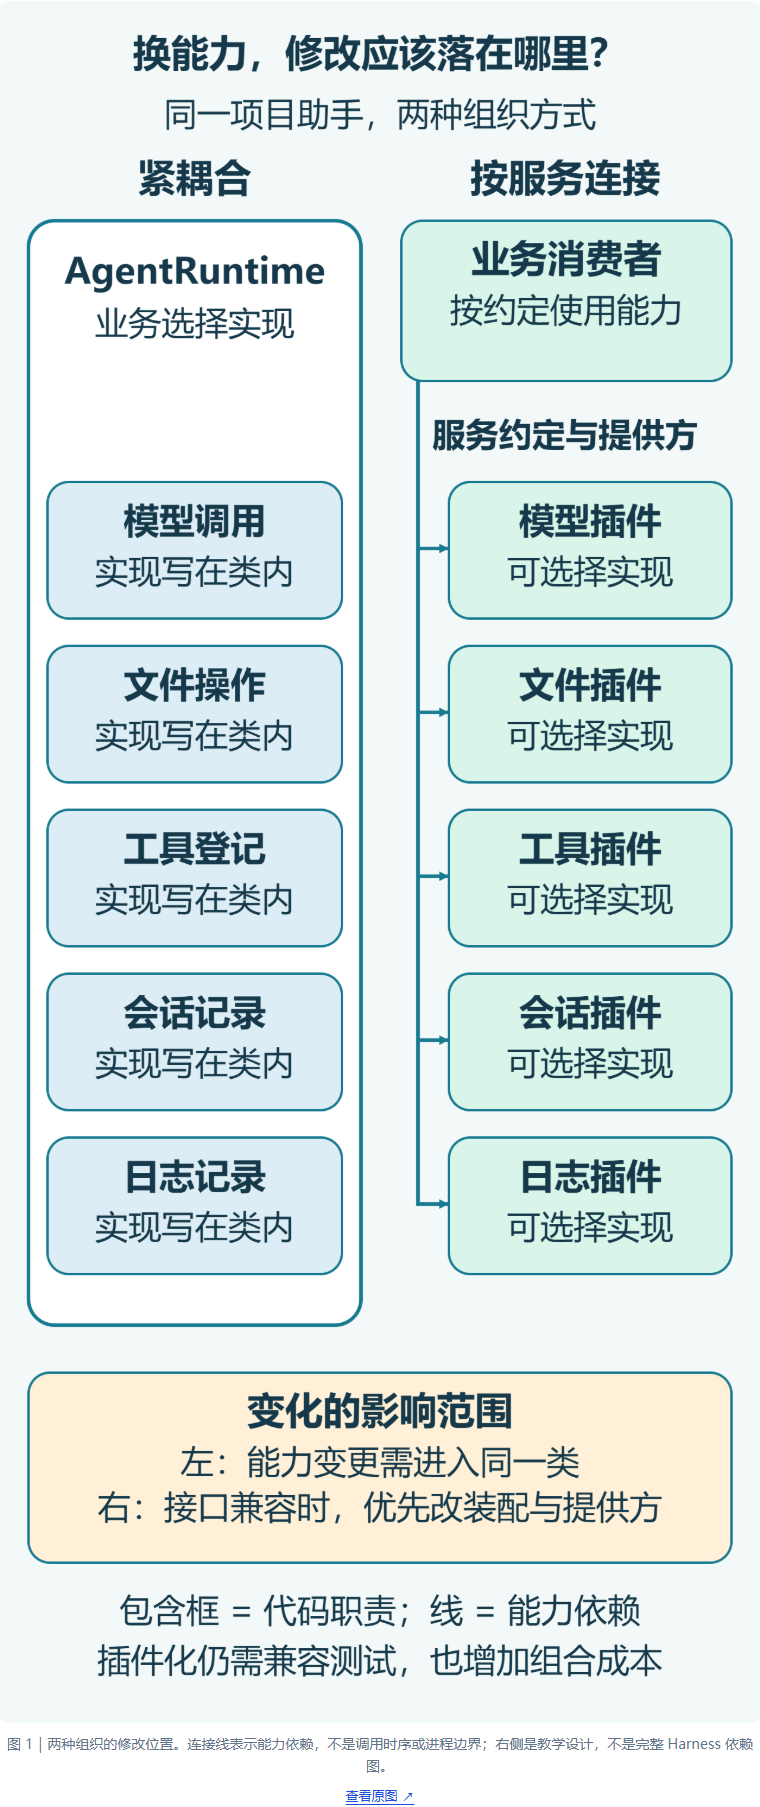 换能力，修改应该落在哪里？
同一项目助手，两种组织方式
紧耦合
AgentRuntime
业务选择实现
模型调用
实现写在类内
文件操作
实现写在类内
工具登记
实现写在类内
会话记录
实现写在类内
日志记录
实现写在类内
按服务连接
业务消费者
按约定使用能力
服务约定与提供方
模型插件
可选择实现
文件插件
可选择实现
工具插件
可选择实现
会话插件
可选择实现
日志插件
可选择实现
变化的影响范围
左：能力变更需进入同一类
右：接口兼容时，优先改装配与提供方
包含框 = 代码职责；线 = 能力依赖
插件化仍需兼容测试，也增加组合成本
图 1｜两种组织的修改位置。连接线表示能力依赖，不是调用时序或进程边界；右侧是教学设计，不是完整 Harness 依赖
图。
查看原图 ↗